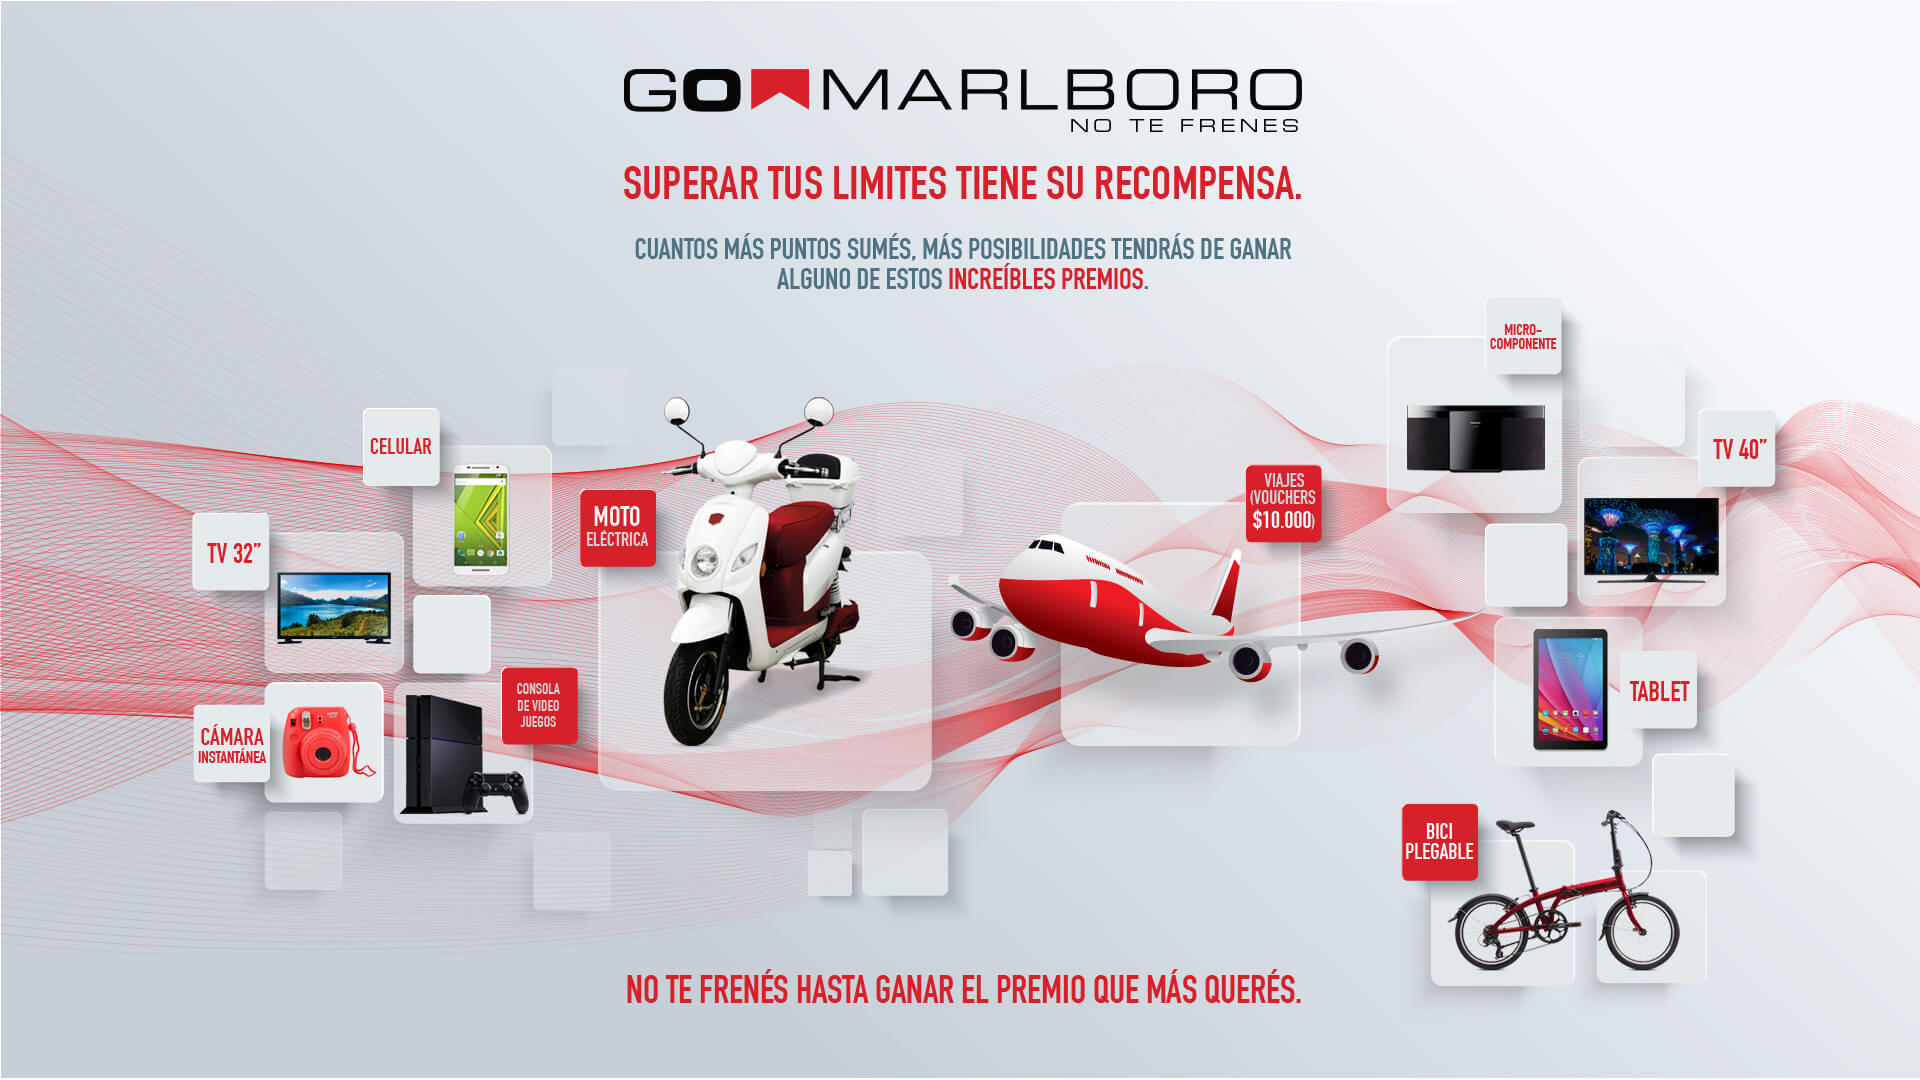 GO MARLBORO
NO TE FRENES
SUPERAR TUS LIMITES TIENE SU RECOMPENSA.
CUANTOS MÁS PUNTOS SUMÉS, MÁS POSIBILIDADES TENDRÁS DE GANAR
ALGUNO DE ESTOS INCREÍBLES PREMIOS.
CELULAR
TV 32”
CÁMARA
INSTANTÁNEA
CONSOLA
DE VIDEO
JUEGOS
MOTO
ELÉCTRICA
VIAJES
(VOUCHERS
$10.000)
MICRO-
COMPONENTE
TV 40”
TABLET
BICI
PLEGABLE
NO TE FRENÉS HASTA GANAR EL PREMIO QUE MÁS QUERÉS.